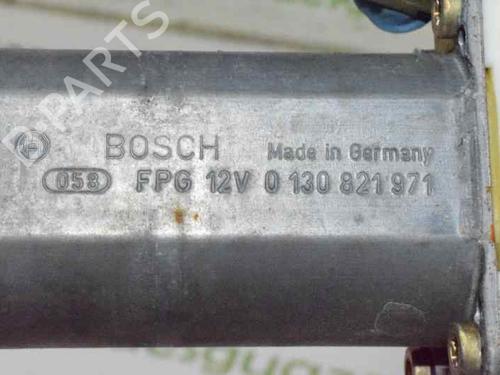 BOSCH Made in Germany
058 FPG 12V 0 130 821 971
B-PARTS